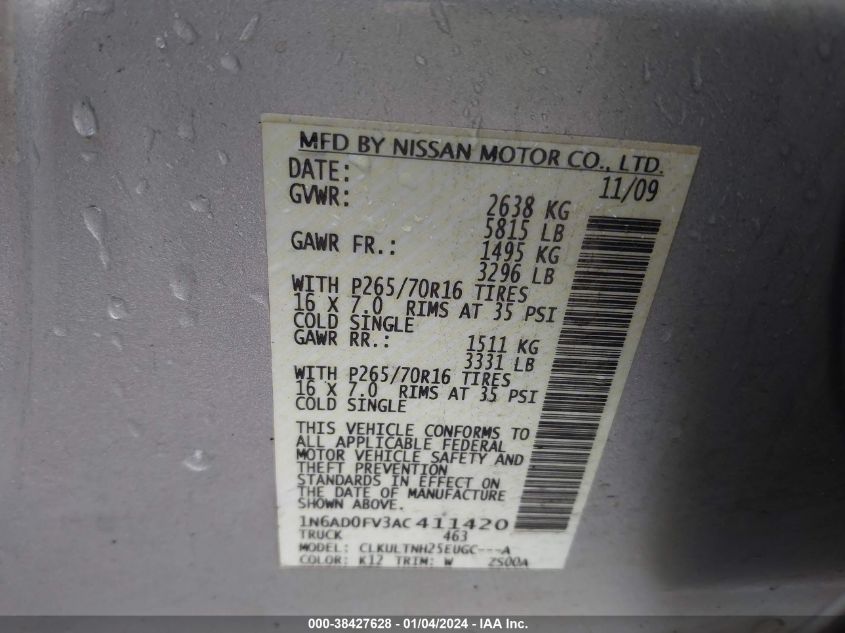 MFD BY NISSAN MOTOR CO., LTD.
DATE: 11/09
GVWR: 2638 KG
5815 LB
GAWR FR.: 1495 KG
3296 LB
WITH P265/70R16 TIRES
16 X 7.0 RIMS AT 35 PSI
COLD SINGLE
GAWR RR.: 1511 KG
3331 LB
WITH P265/70R16 TIRES
16 X 7.0 RIMS AT 35 PSI
COLD SINGLE
THIS VEHICLE CONFORMS TO
ALL APPLICABLE FEDERAL
MOTOR VEHICLE SAFETY AND
THEFT PREVENTION
STANDARDS IN EFFECT ON
THE DATE OF MANUFACTURE
SHOWN ABOVE.
1N6AD0FV3AC411420
TRUCK 463
MODEL: CLKULTNH25EUGC---A
COLOR: K12 TRIM: W ZS00A
000-38427628 - 01/04/2024 - IAA Inc.